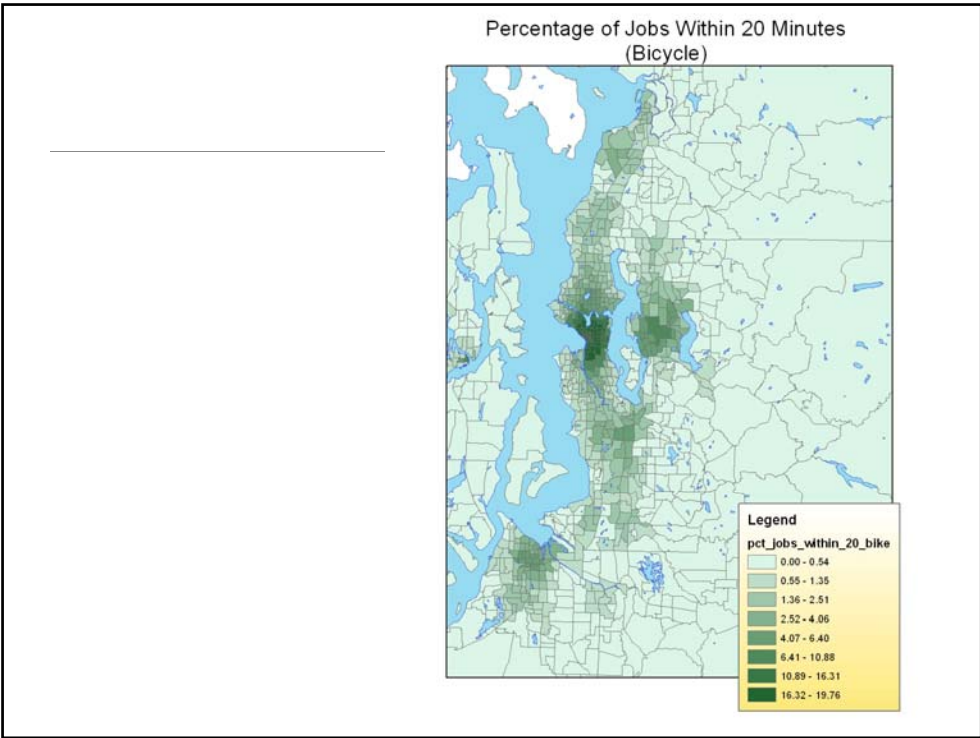 Percentage of Jobs Within 20 Minutes
(Bicycle)
Legend
pct_jobs_within_20_bike
0.00 - 0.54
0.55 - 1.35
1.36 - 2.51
2.52 - 4.06
4.07 - 6.40
6.41 - 10.88
10.89 - 16.31
16.32 - 19.76